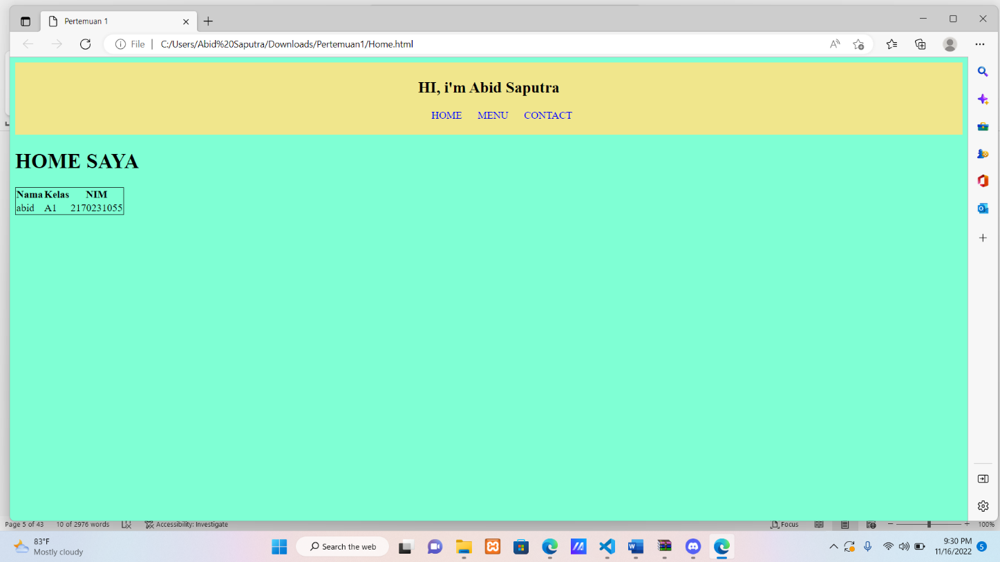 Pertemuan 1
File C:/Users/Abid%20Saputra/Downloads/Pertemuan1/Home.html
HI, i'm Abid Saputra
HOME MENU CONTACT
HOME SAYA
Nama Kelas NIM
abid A1 2170231055
Page 5 of 43 10 of 2976 words Accessibility: Investigate Focus 100%
83°F
Mostly cloudy
Search the web
9:30 PM
11/16/2022
5